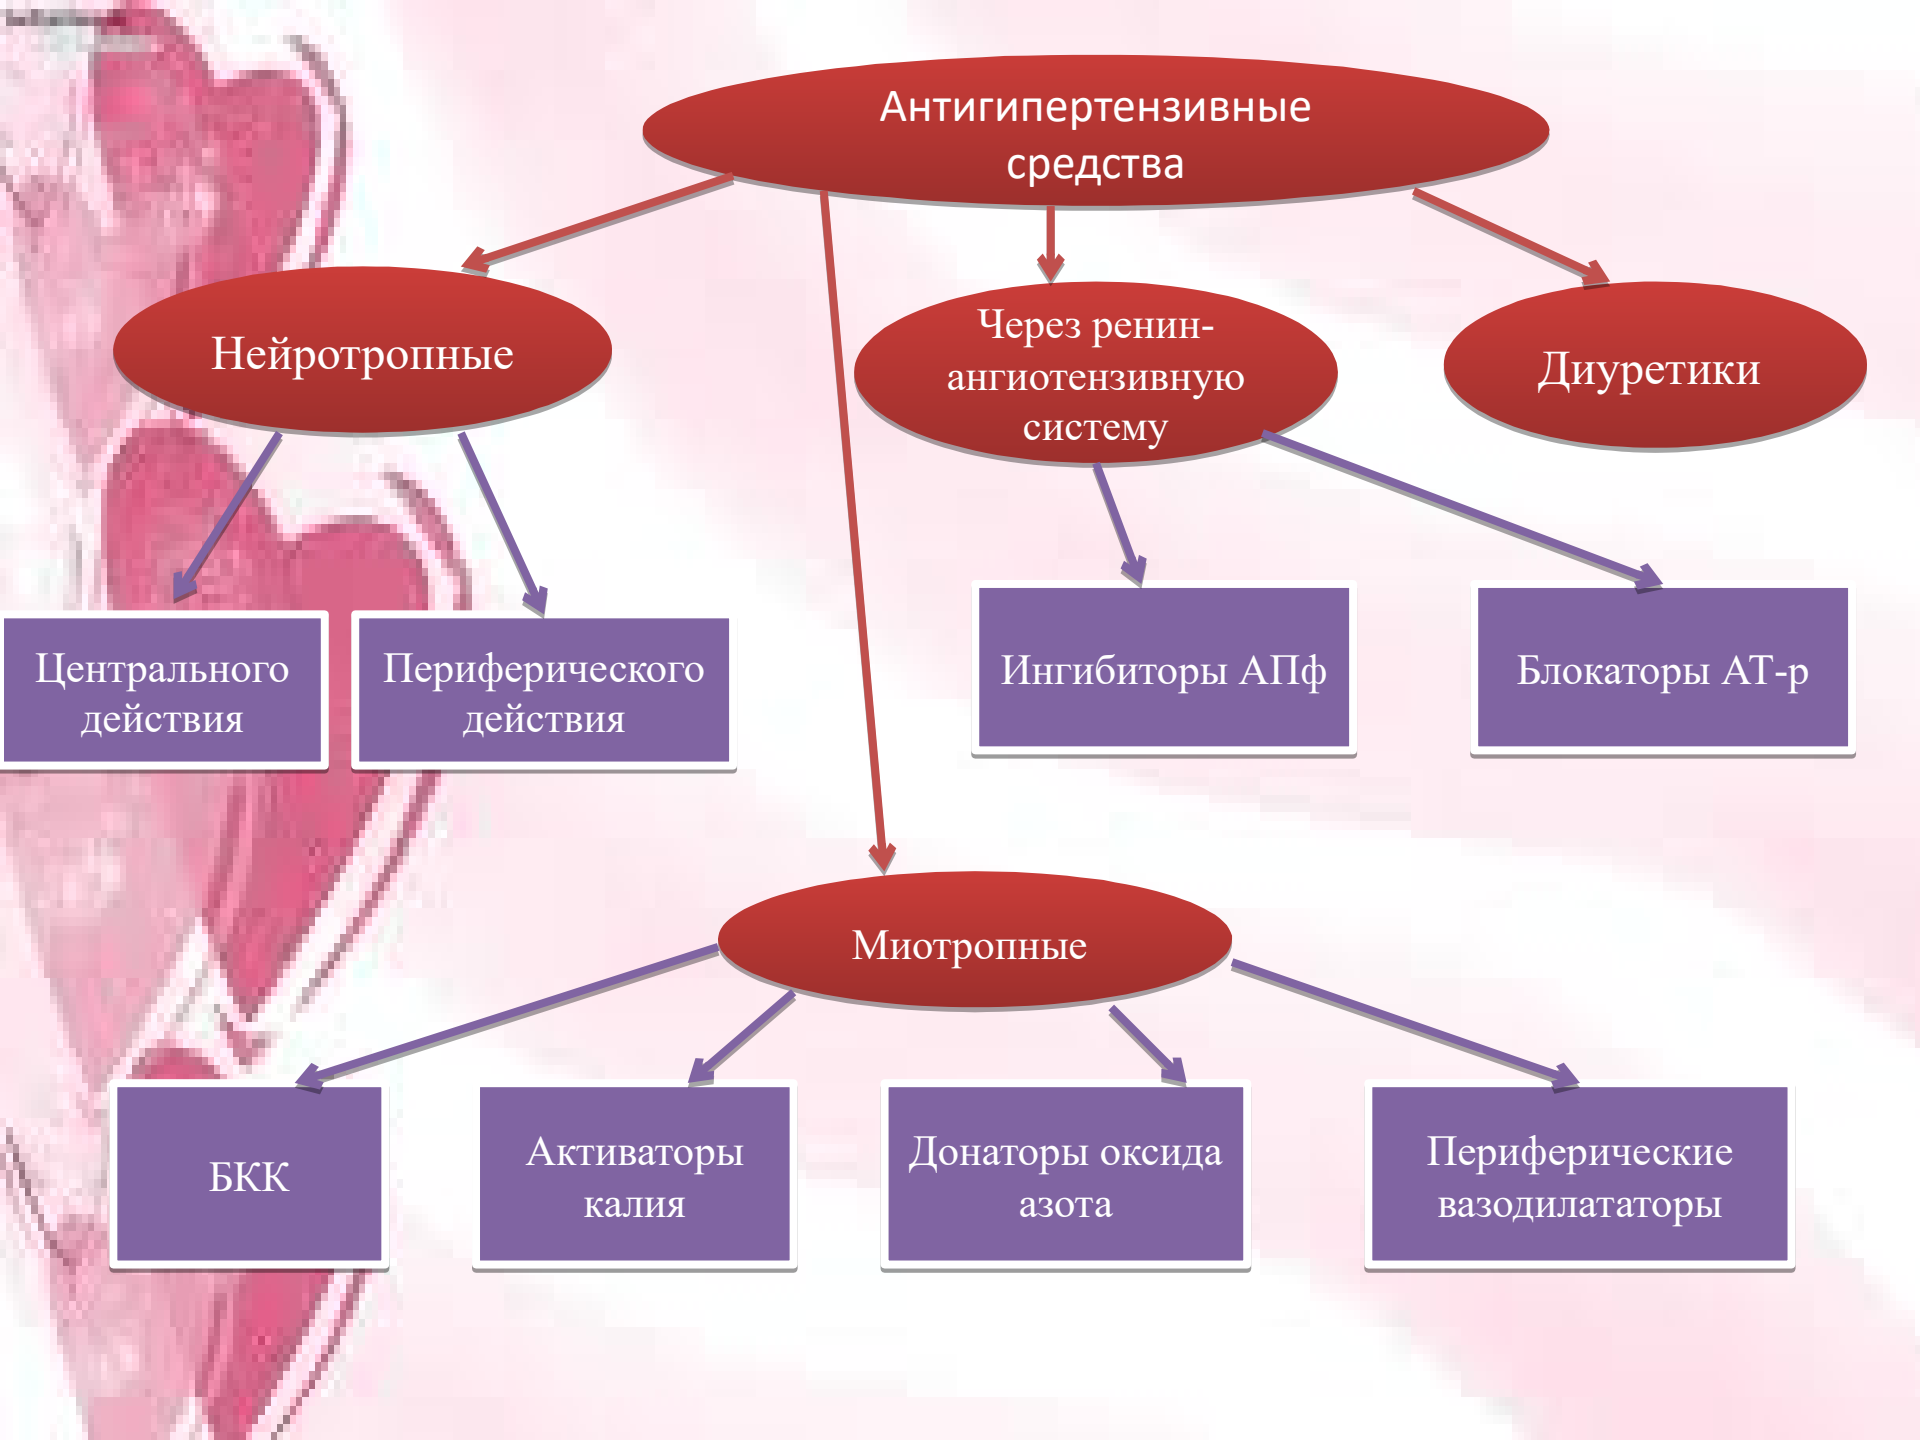 Антигипертензивные
средства
Нейротропные
Через ренин-
ангиотензивную
систему
Диуретики
Центрального
действия
Периферического
действия
Ингибиторы АПф
Блокаторы АТ-р
Миотропные
БКК
Активаторы
калия
Донаторы оксида
азота
Периферические
вазодилататоры